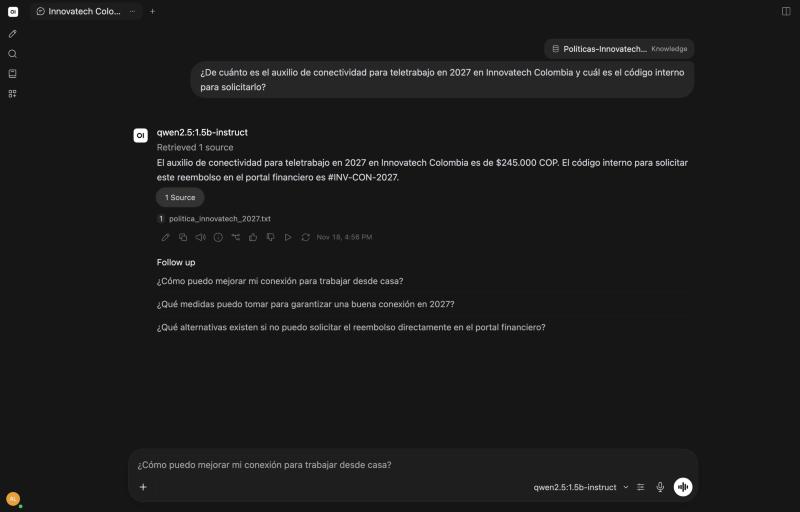 OI
Innovatech Colo...
Políticas-Innovatech... Knowledge
¿De cuánto es el auxilio de conectividad para teletrabajo en 2027 en Innovatech Colombia y cuál es el código interno
para solicitarlo?
OI
qwen2.5:1.5b-instruct
Retrieved 1 source
El auxilio de conectividad para teletrabajo en 2027 en Innovatech Colombia es de $245.000 COP. El código interno para solicitar
este reembolso en el portal financiero es #INV-CON-2027.
1 Source
1 politica_innovatech_2027.txt
Nov 18, 4:56 PM
Follow up
¿Cómo puedo mejorar mi conexión para trabajar desde casa?
¿Qué medidas puedo tomar para garantizar una buena conexión en 2027?
¿Qué alternativas existen si no puedo solicitar el reembolso directamente en el portal financiero?
¿Cómo puedo mejorar mi conexión para trabajar desde casa?
qwen2.5:1.5b-instruct
AL